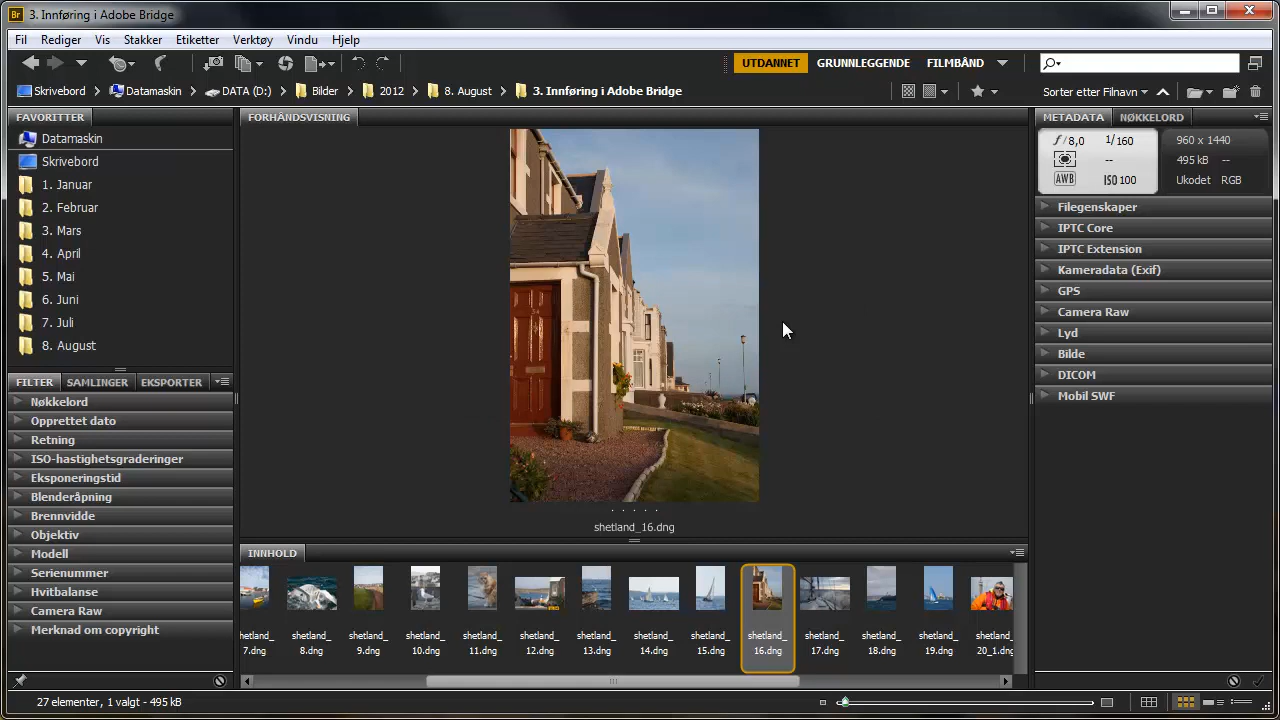 Br 3. Innføring i Adobe Bridge
Fil Rediger Vis Stakker Etiketter Verktøy Vindu Hjelp
UTDANNET GRUNNLEGGENDE FILMBÅND
Skrivebord Datamaskin DATA (D:) Bilder 2012 8. August 3. Innføring i Adobe Bridge Sorter etter Filnavn
FAVORITTER
Datamaskin
Skrivebord
1. Januar
2. Februar
3. Mars
4. April
5. Mai
6. Juni
7. Juli
8. August
FILTER SAMLINGER EKSPORTER
Nøkkelord
Opprettet dato
Retning
ISO-hastighetsgraderinger
Eksponeringstid
Blenderåpning
Brennvidde
Objektiv
Modell
Serienummer
Hvitbalanse
Camera Raw
Merknad om copyright
FORHÅNDSVISNING
shetland_16.dng
INNHOLD
shetland_ shetland_ shetland_ shetland_ shetland_ shetland_ shetland_ shetland_ shetland_ shetland_ shetland_ shetland_ shetland_ shetland_
7.dng 8.dng 9.dng 10.dng 11.dng 12.dng 13.dng 14.dng 15.dng 16.dng 17.dng 18.dng 19.dng 20_1.dng
METADATA NØKKELORD
f/8,0 1/160
--
AWB ISO 100
960 x 1440
495 kB --
Ukodet RGB
Filegenskaper
IPTC Core
IPTC Extension
Kameradata (Exif)
GPS
Camera Raw
Lyd
Bilde
DICOM
Mobil SWF
27 elementer, 1 valgt - 495 kB